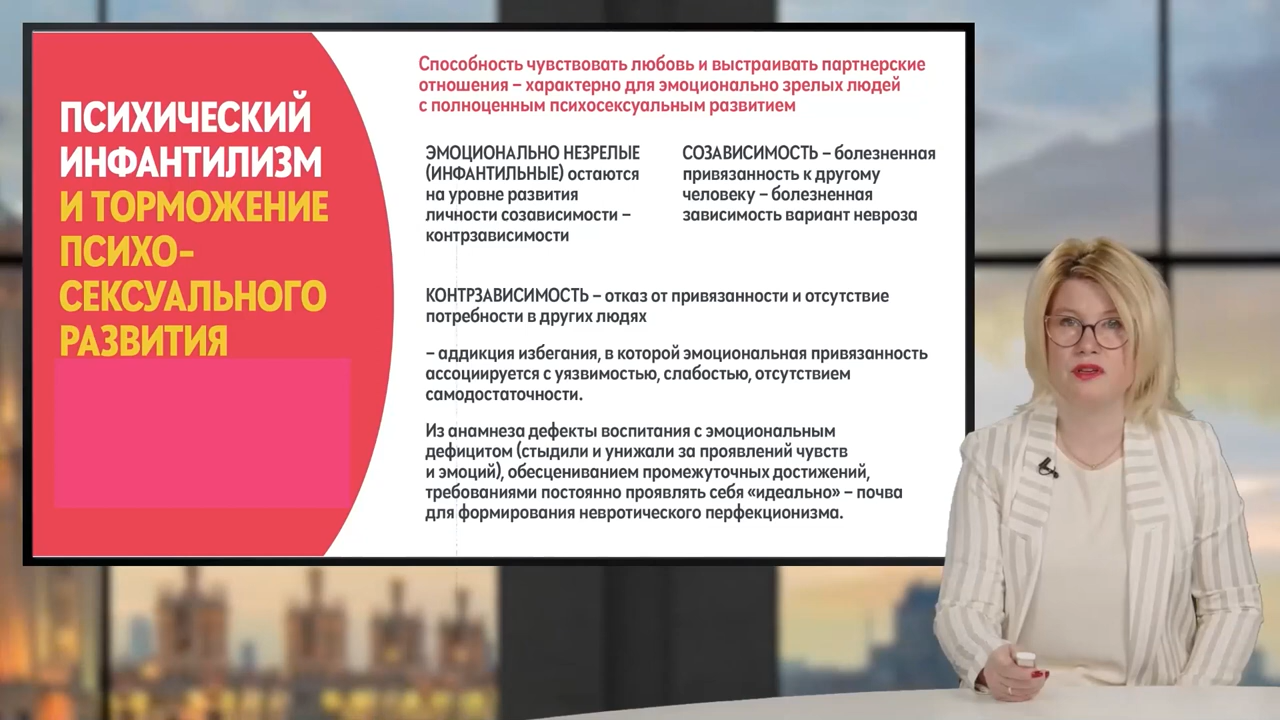 ПСИХИЧЕСКИЙ
ИНФАНТИЛИЗМ
И ТОРМОЖЕНИЕ
ПСИХО-
СЕКСУАЛЬНОГО
РАЗВИТИЯ
Способность чувствовать любовь и выстраивать партнерские
отношения – характерно для эмоционально зрелых людей
с полноценным психосексуальным развитием
ЭМОЦИОНАЛЬНО НЕЗРЕЛЫЕ
(ИНФАНТИЛЬНЫЕ) остаются
на уровне развития
личности созависимости –
контрзависимости
СОЗАВИСИМОСТЬ – болезненная
привязанность к другому
человеку – болезненная
зависимость вариант невроза
КОНТРЗАВИСИМОСТЬ – отказ от привязанности и отсутствие
потребности в других людях
– аддикция избегания, в которой эмоциональная привязанность
ассоциируется с уязвимостью, слабостью, отсутствием
самодостаточности.
Из анамнеза дефекты воспитания с эмоциональным
дефицитом (стыдили и унижали за проявлений чувств
и эмоций), обесцениванием промежуточных достижений,
требованиями постоянно проявлять себя «идеально» – почва
для формирования невротического перфекционизма.